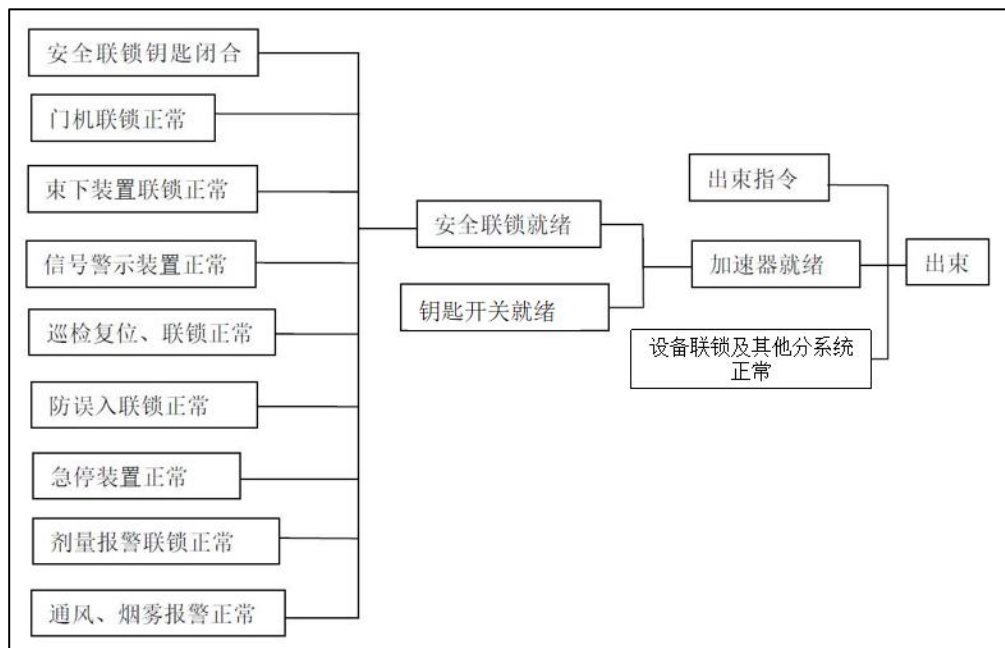 安全联锁钥匙闭合
门机联锁正常
束下装置联锁正常
信号警示装置正常
巡检复位、联锁正常
防误入联锁正常
急停装置正常
剂量报警联锁正常
通风、烟雾报警正常
安全联锁就绪
钥匙开关就绪
出束指令
加速器就绪
设备联锁及其他分系统
正常
出束